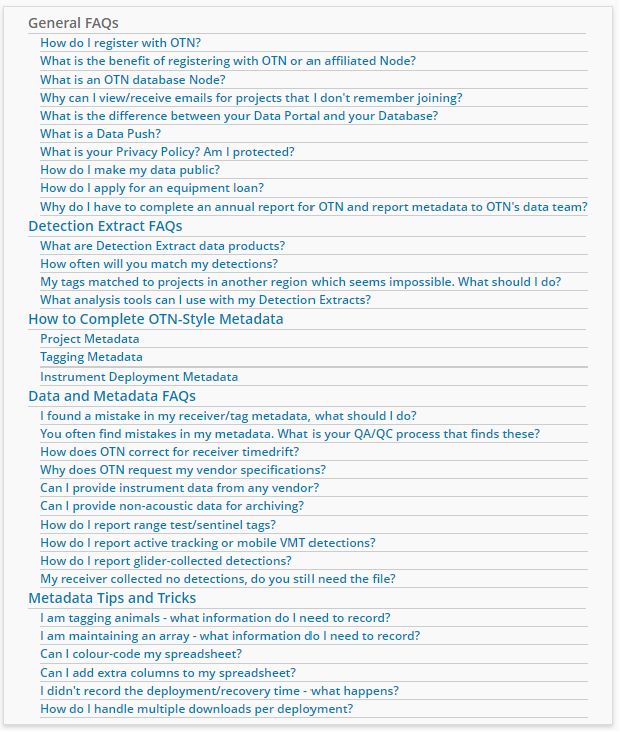 General FAQs
How do I register with OTN?
What is the benefit of registering with OTN or an affiliated Node?
What is an OTN database Node?
Why can I view/receive emails for projects that I don't remember joining?
What is the difference between your Data Portal and your Database?
What is a Data Push?
What is your Privacy Policy? Am I protected?
How do I make my data public?
How do I apply for an equipment loan?
Why do I have to complete an annual report for OTN and report metadata to OTN's data team?
Detection Extract FAQs
What are Detection Extract data products?
How often will you match my detections?
My tags matched to projects in another region which seems impossible. What should I do?
What analysis tools can I use with my Detection Extracts?
How to Complete OTN-Style Metadata
Project Metadata
Tagging Metadata
Instrument Deployment Metadata
Data and Metadata FAQs
I found a mistake in my receiver/tag metadata, what should I do?
You often find mistakes in my metadata. What is your QA/QC process that finds these?
How does OTN correct for receiver timedrift?
Why does OTN request my vendor specifications?
Can I provide instrument data from any vendor?
Can I provide non-acoustic data for archiving?
How do I report range test/sentinel tags?
How do I report active tracking or mobile VMT detections?
How do I report glider-collected detections?
My receiver collected no detections, do you still need the file?
Metadata Tips and Tricks
I am tagging animals - what information do I need to record?
I am maintaining an array - what information do I need to record?
Can I colour-code my spreadsheet?
Can I add extra columns to my spreadsheet?
I didn't record the deployment/recovery time - what happens?
How do I handle multiple downloads per deployment?